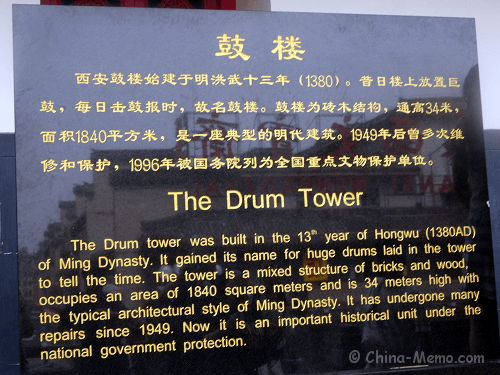 鼓楼
西安鼓楼始建于明洪武十三年（1380）。昔日楼上放置巨
鼓，每日击鼓报时，故名鼓楼。鼓楼为砖木结构，通高34米，
面积1840平方米，是一座典型的明代建筑。1949年后曾多次维
修和保护，1996年被国务院列为全国重点文物保护单位。
The Drum Tower
The Drum tower was built in the 13th year of Hongwu (1380AD)
of Ming Dynasty. It gained its name for huge drums laid in the tower
to tell the time. The tower is a mixed structure of bricks and wood,
occupies an area of 1840 square meters and is 34 meters high with
the typical architectural style of Ming Dynasty. It has undergone many
repairs since 1949. Now it is an important historical unit under the
national government protection.
© China-Memo.com